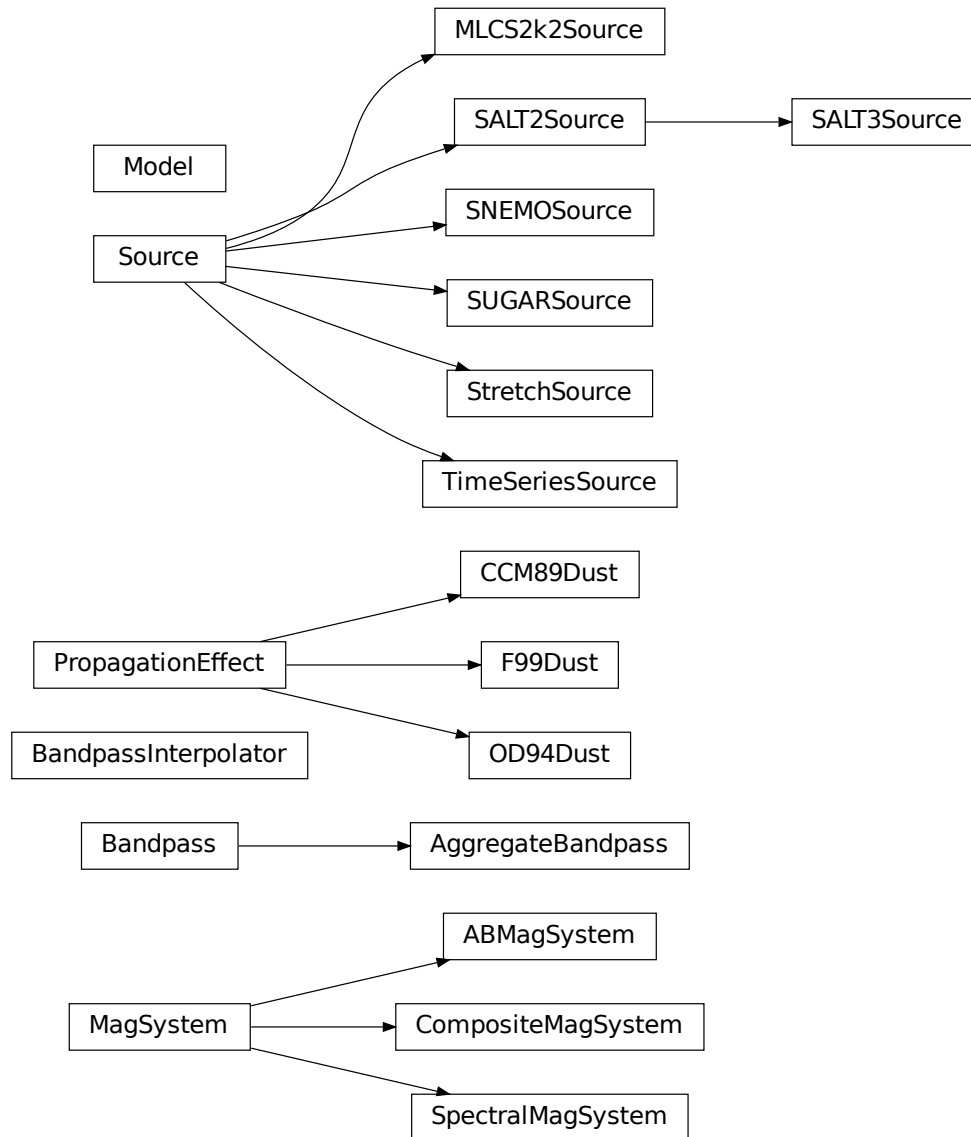 MLCS2k2Source
SALT2Source
SALT3Source
Model
SNEMOSource
Source
SUGARSource
StretchSource
TimeSeriesSource
CCM89Dust
PropagationEffect
F99Dust
BandpassInterpolator
OD94Dust
Bandpass
AggregateBandpass
ABMagSystem
MagSystem
CompositeMagSystem
SpectralMagSystem